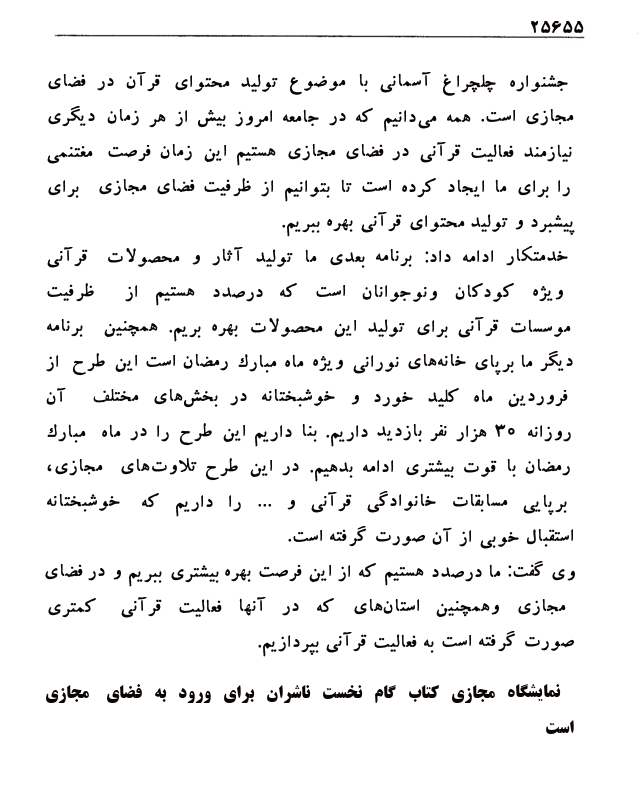 ۲۵۶۵۵
جشنواره چلچراغ آسمانی با موضوع تولید محتوای قرآن در فضای
مجازی است. همه می‌دانیم که در جامعه امروز بیش از هر زمان دیگری
نیازمند فعالیت قرآنی در فضای مجازی هستیم این زمان فرصت مغتنمی
را برای ما ایجاد کرده است تا بتوانیم از ظرفیت فضای مجازی برای
پیشبرد و تولید محتوای قرآنی بهره ببریم.
خدمتکار ادامه داد: برنامه بعدی ما تولید آثار و محصولات قرآنی
ویژه کودکان ونوجوانان است که درصدد هستیم از ظرفیت
موسسات قرآنی برای تولید این محصولات بهره بریم. همچنین برنامه
دیگر ما برپای خانه‌های نورانی ویژه ماه مبارك رمضان است این طرح از
فروردین ماه کلید خورد و خوشبختانه در بخش‌های مختلف آن
روزانه ۳۰ هزار نفر بازدید داریم. بنا داریم این طرح را در ماه مبارك
رمضان با قوت بیشتری ادامه بدهیم. در این طرح تلاوت‌های مجازی،
برپایی مسابقات خانوادگی قرآنی و ... را داریم که خوشبختانه
استقبال خوبی از آن صورت گرفته است.
وی گفت: ما درصدد هستیم که از این فرصت بهره بیشتری ببریم و در فضای
مجازی وهمچنین استان‌های که در آنها فعالیت قرآنی کمتری
صورت گرفته است به فعالیت قرآنی بپردازیم.
نمایشگاه مجازی کتاب گام نخست ناشران برای ورود به فضای مجازی
است